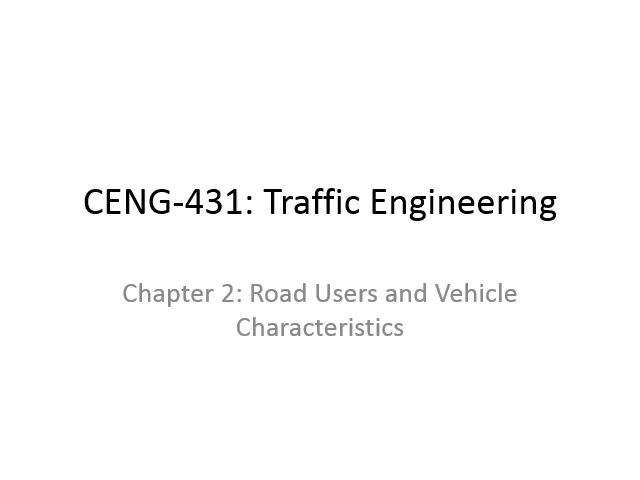 CENG-431: Traffic Engineering
Chapter 2: Road Users and Vehicle
Characteristics